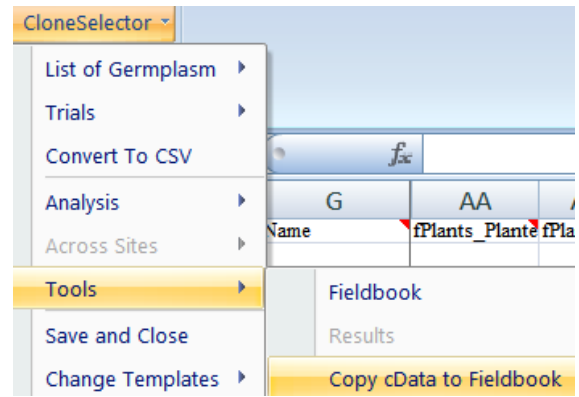 CloneSelector
List of Germplasm
Trials
Convert To CSV
fx
Analysis
G AA
Name fPlants_Plante fPla
Across Sites
Tools Fieldbook
Save and Close Results
Change Templates Copy cData to Fieldbook